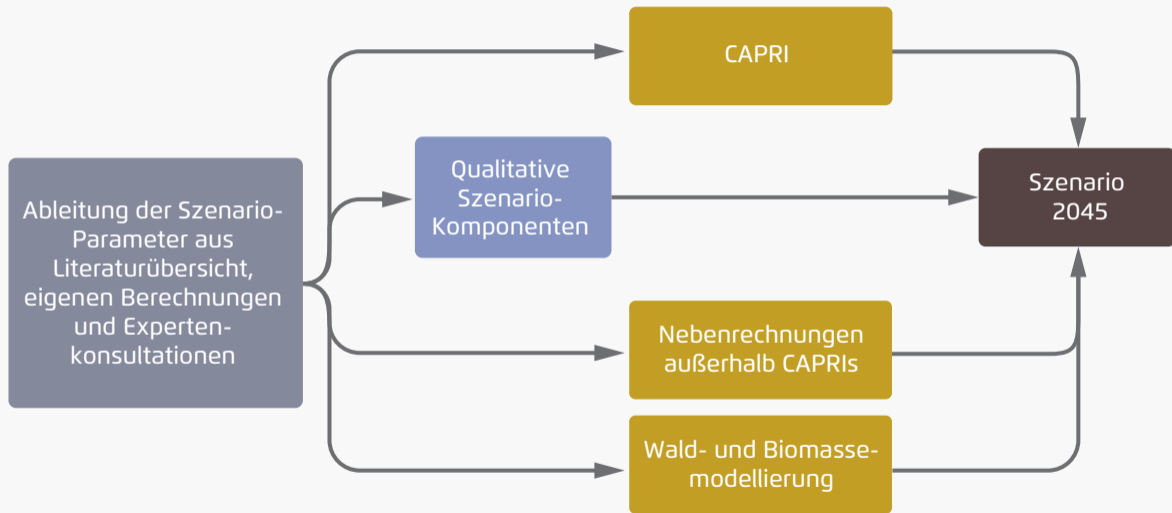 Ableitung der Szenario-
Parameter aus
Literaturübersicht,
eigenen Berechnungen
und Experten-
konsultationen
CAPRI
Qualitative
Szenario-
Komponenten
Nebenrechnungen
außerhalb CAPRIs
Wald- und Biomasse-
modellierung
Szenario
2045